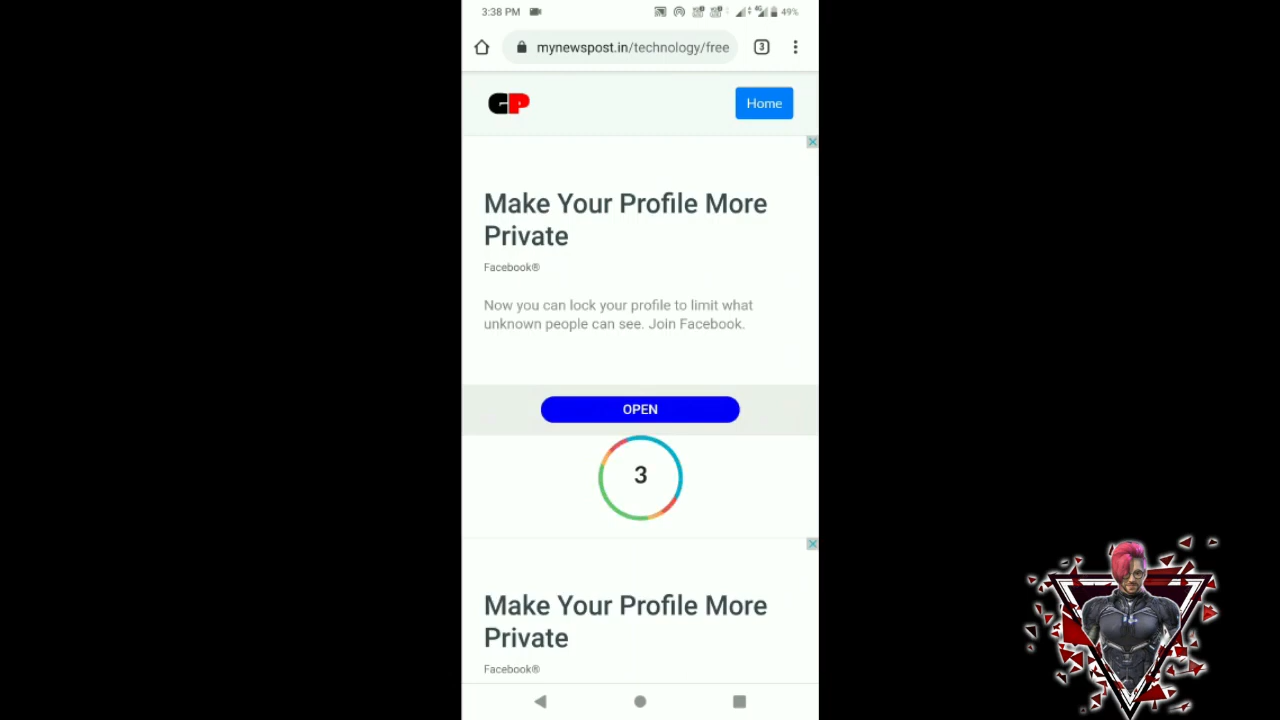 3:38 PM 49%
mynewspost.in/technology/free 3
GP Home
Make Your Profile More
Private
Facebook®
Now you can lock your profile to limit what
unknown people can see. Join Facebook.
OPEN
3
Make Your Profile More
Private
Facebook®